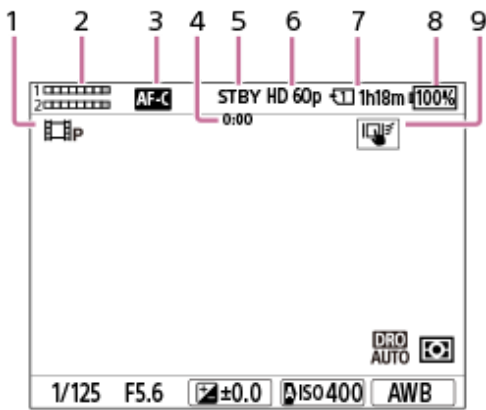 1 2 3 4 5 6 7 8 9
1
2
AF-C STBY HD 60p 1 1h18m 100%
0:00
P
DRO
AUTO
1/125 F5.6 ±0.0 A ISO400 AWB